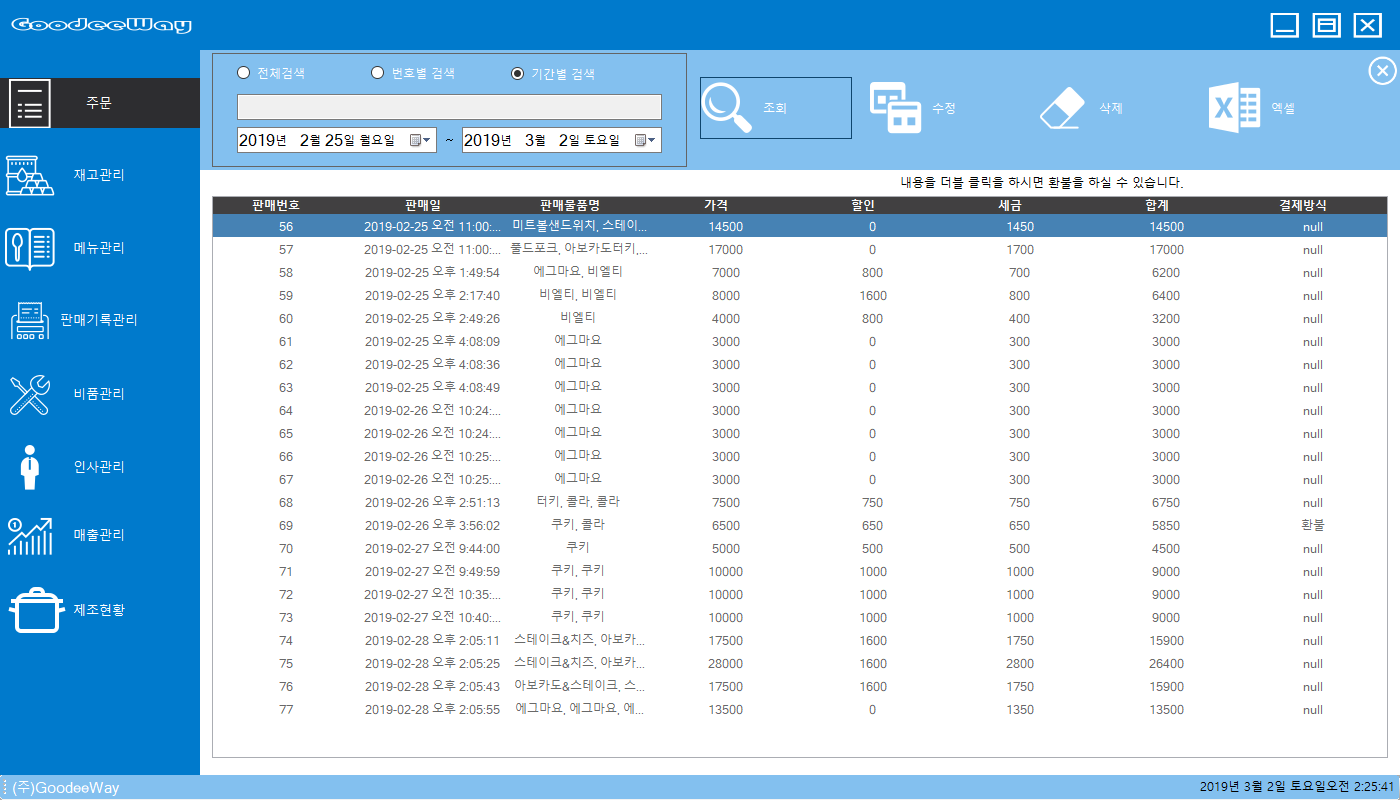 GoodeeWay
주문
재고관리
메뉴관리
판매기록관리
비품관리
인사관리
매출관리
제조현황
전체검색 번호별 검색 기간별 검색
2019년 2월 25일 월요일 ~ 2019년 3월 2일 토요일
조회 수정 삭제 엑셀
내용을 더블 클릭을 하시면 환불을 하실 수 있습니다.
판매번호 판매일 판매물품명 가격 할인 세금 합계 결제방식
56 2019-02-25 오전 11:00:... 미트볼샌드위치, 스테이... 14500 0 1450 14500 null
57 2019-02-25 오전 11:00:... 풀드포크, 아보카도터키,... 17000 0 1700 17000 null
58 2019-02-25 오후 1:49:54 에그마요, 비엘티 7000 800 700 6200 null
59 2019-02-25 오후 2:17:40 비엘티, 비엘티 8000 1600 800 6400 null
60 2019-02-25 오후 2:49:26 비엘티 4000 800 400 3200 null
61 2019-02-25 오후 4:08:09 에그마요 3000 0 300 3000 null
62 2019-02-25 오후 4:08:36 에그마요 3000 0 300 3000 null
63 2019-02-25 오후 4:08:49 에그마요 3000 0 300 3000 null
64 2019-02-26 오전 10:24:... 에그마요 3000 0 300 3000 null
65 2019-02-26 오전 10:24:... 에그마요 3000 0 300 3000 null
66 2019-02-26 오전 10:25:... 에그마요 3000 0 300 3000 null
67 2019-02-26 오전 10:25:... 에그마요 3000 0 300 3000 null
68 2019-02-26 오후 2:51:13 터키, 콜라, 콜라 7500 750 750 6750 null
69 2019-02-26 오후 3:56:02 쿠키, 콜라 6500 650 650 5850 환불
70 2019-02-27 오전 9:44:00 쿠키 5000 500 500 4500 null
71 2019-02-27 오전 9:49:59 쿠키, 쿠키 10000 1000 1000 9000 null
72 2019-02-27 오전 10:35:... 쿠키, 쿠키 10000 1000 1000 9000 null
73 2019-02-27 오전 10:40:... 쿠키, 쿠키 10000 1000 1000 9000 null
74 2019-02-28 오후 2:05:11 스테이크&치즈, 아보카... 17500 1600 1750 15900 null
75 2019-02-28 오후 2:05:25 스테이크&치즈, 아보카... 28000 1600 2800 26400 null
76 2019-02-28 오후 2:05:43 아보카도&스테이크, 스... 17500 1600 1750 15900 null
77 2019-02-28 오후 2:05:55 에그마요, 에그마요, 에... 13500 0 1350 13500 null
(주)GoodeeWay 2019년 3월 2일 토요일오전 2:25:41